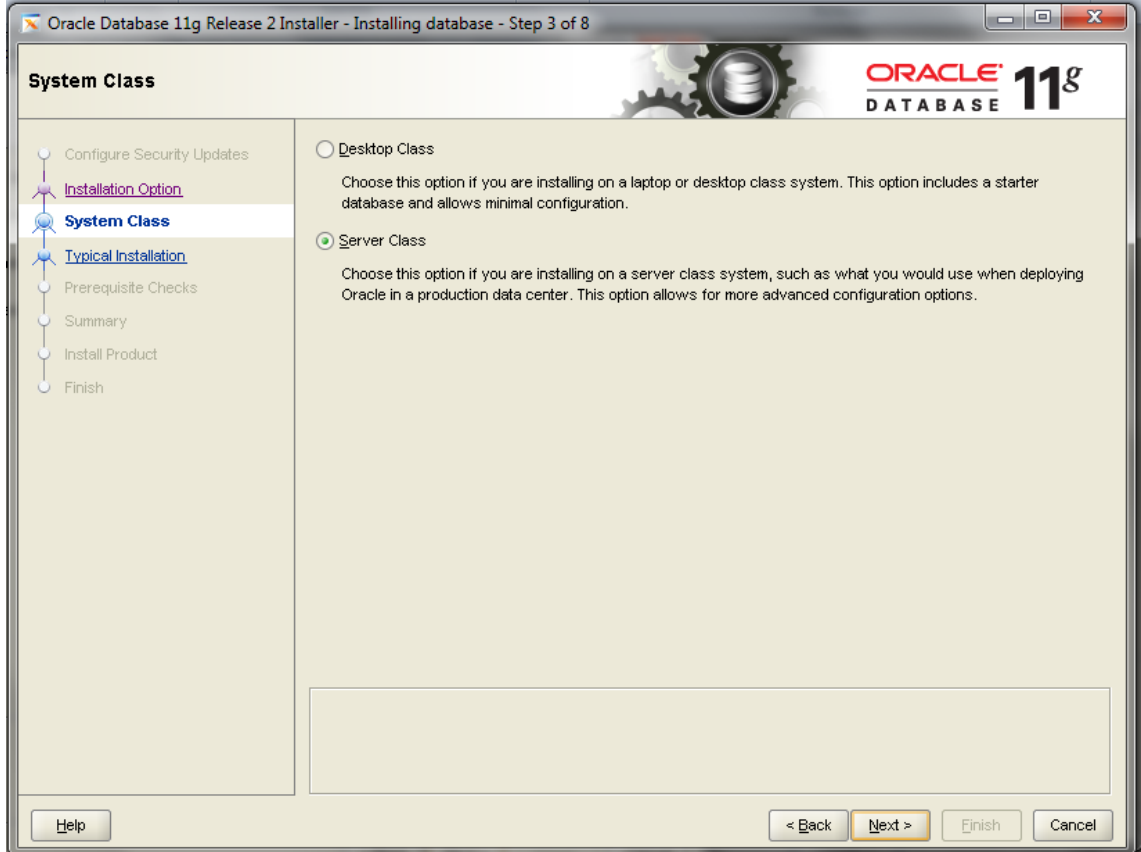 Oracle Database 11g Release 2 Installer - Installing database - Step 3 of 8
System Class
ORACLE
DATABASE
11g
Configure Security Updates
Installation Option
System Class
Typical Installation
Prerequisite Checks
Summary
Install Product
Finish
Desktop Class
Choose this option if you are installing on a laptop or desktop class system. This option includes a starter
database and allows minimal configuration.
Server Class
Choose this option if you are installing on a server class system, such as what you would use when deploying
Oracle in a production data center. This option allows for more advanced configuration options.
Help
< Back
Next >
Finish
Cancel